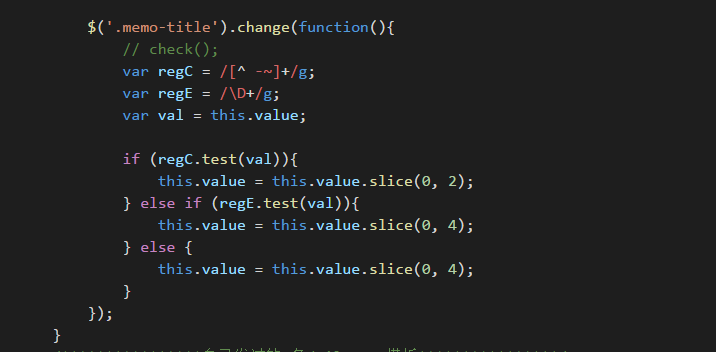 $('.memo-title').change(function(){
// check();
var regC = /[^ -~]+/g;
var regE = /\D+/g;
var val = this.value;
if (regC.test(val)){
this.value = this.value.slice(0, 2);
} else if (regE.test(val)){
this.value = this.value.slice(0, 4);
} else {
this.value = this.value.slice(0, 4);
}
});
}